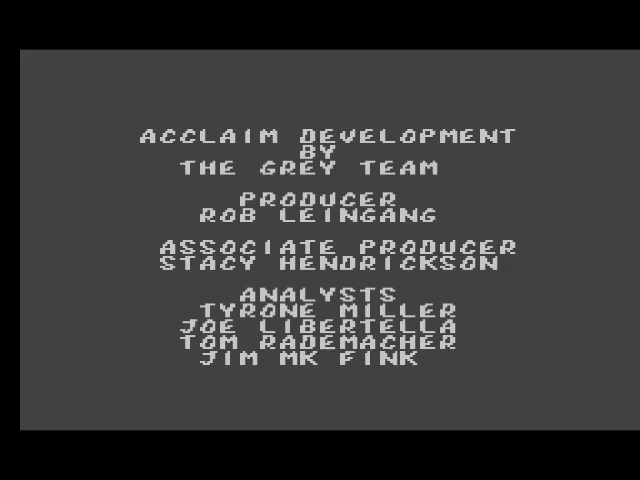 ACCLAIM DEVELOPMENT
BY
THE GREY TEAM
PRODUCER
ROB LEINGANG
ASSOCIATE PRODUCER
STACY HENDRICKSON
ANALYSTS
TYRONE MILLER
JOE LIBERTELLA
TOM RADEMACHER
JIM MK FINK